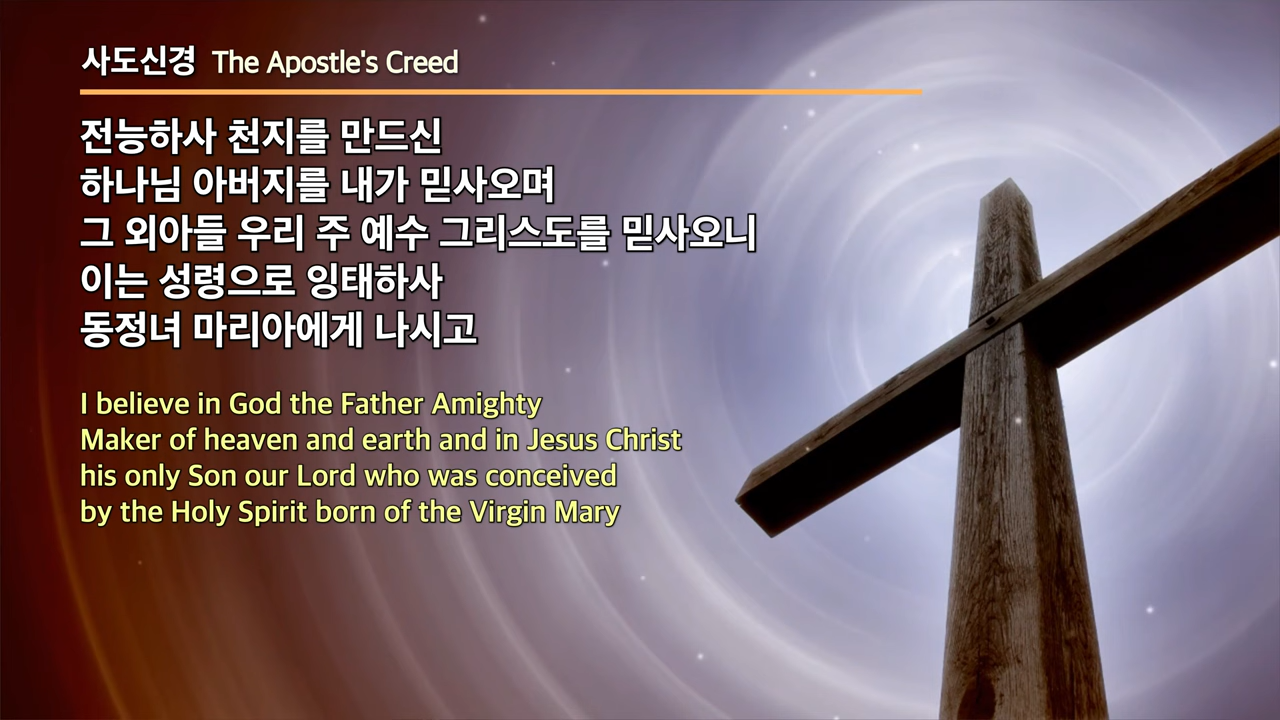 사도신경 The Apostle's Creed
전능하사 천지를 만드신
하나님 아버지를 내가 믿사오며
그 외아들 우리 주 예수 그리스도를 믿사오니
이는 성령으로 잉태하사
동정녀 마리아에게 나시고
I believe in God the Father Amighty
Maker of heaven and earth and in Jesus Christ
his only Son our Lord who was conceived
by the Holy Spirit born of the Virgin Mary